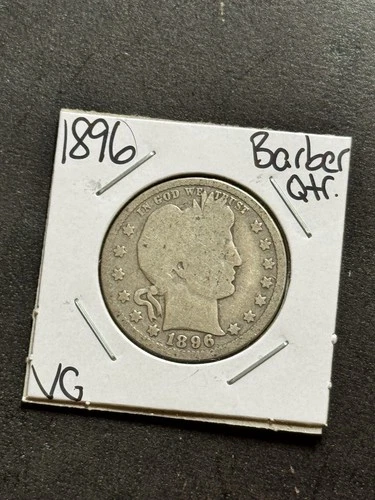 1896
Barber
Qtr.
IN GOD WE TRUST
1896
VG